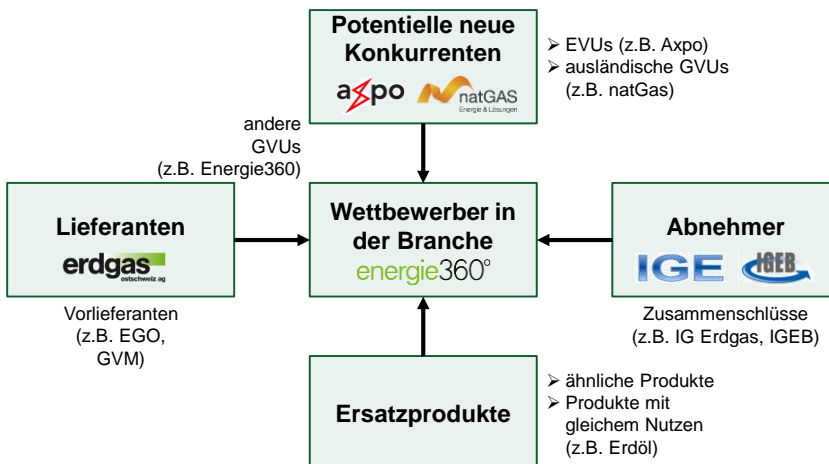 Potentielle neue
Konkurrenten
axpo
natGAS
Energie & Lösungen
➢ EVUs (z.B. Axpo)
➢ ausländische GVUs
(z.B. natGas)
andere
GVUs
(z.B. Energie360)
Lieferanten
erdgas
ostschweiz ag
Vorlieferanten
(z.B. EGO,
GVM)
Wettbewerber in
der Branche
energie360°
Abnehmer
IGE
IGEB
Zusammenschlüsse
(z.B. IG Erdgas, IGEB)
Ersatzprodukte
➢ ähnliche Produkte
➢ Produkte mit
gleichem Nutzen
(z.B. Erdöl)